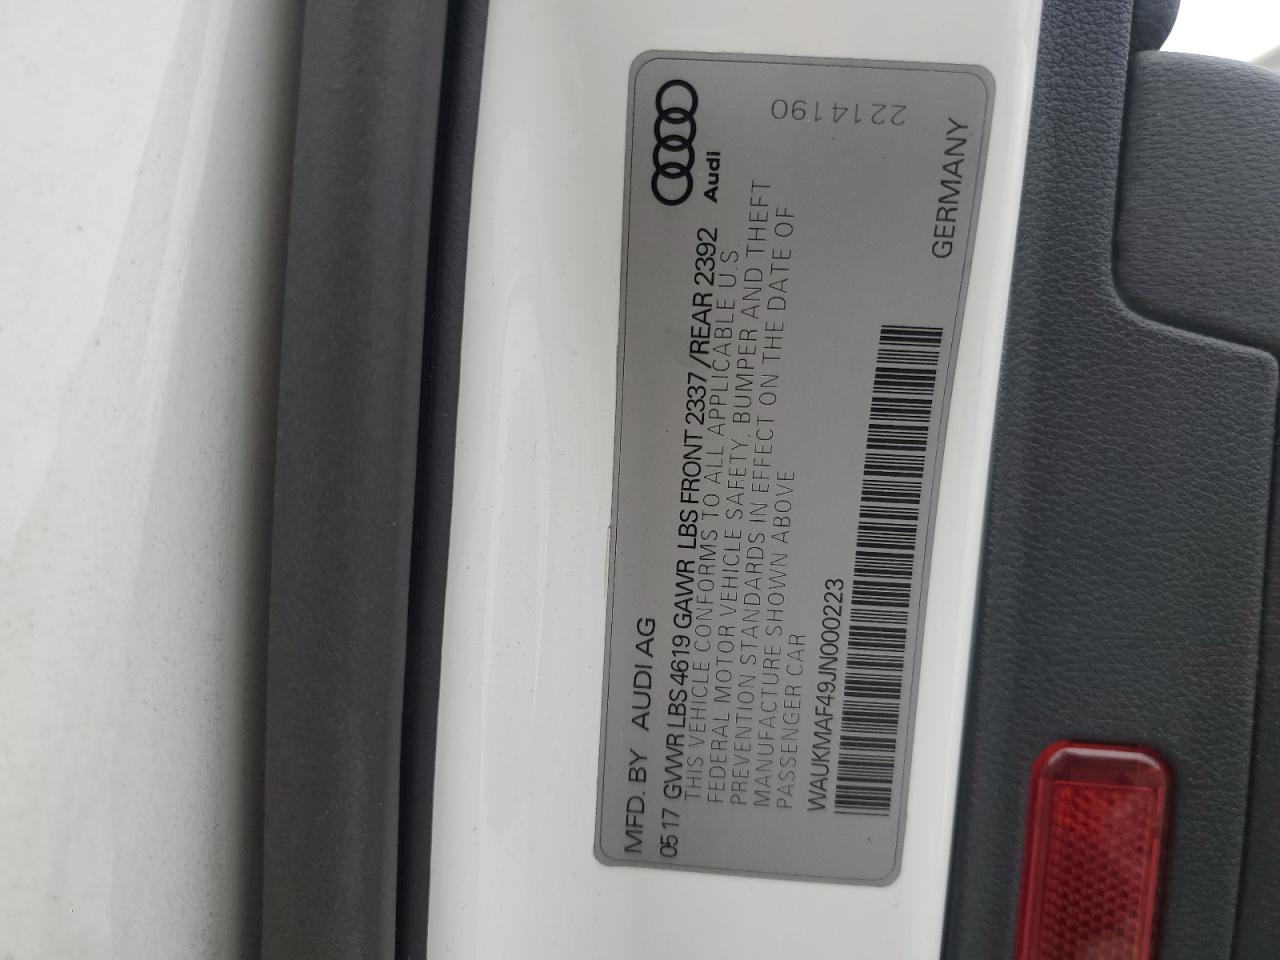 MFD. BY AUDI AG
05 17 GVWR LBS 4619 GAWR LBS FRONT 2337 /REAR 2392
THIS VEHICLE CONFORMS TO ALL APPLICABLE U.S.
FEDERAL MOTOR VEHICLE SAFETY, BUMPER AND THEFT
PREVENTION STANDARDS IN EFFECT ON THE DATE OF
MANUFACTURE SHOWN ABOVE
PASSENGER CAR
WAUKMAF49JN000223
Audi
2214190
GERMANY